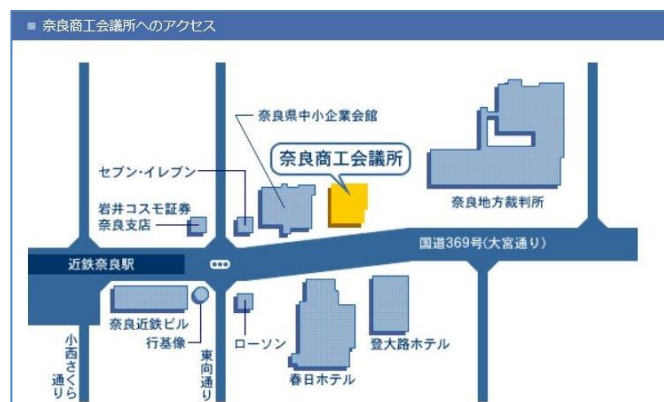 ■ 奈良商工会議所へのアクセス
奈良県中小企業会館
奈良商工会議所
セブン・イレブン
岩井コスモ証券
奈良支店
奈良地方裁判所
国道369号(大宮通り)
近鉄奈良駅
奈良近鉄ビル
行基像
ローソン
登大路ホテル
春日ホテル
小西さくら
通り
東向通り